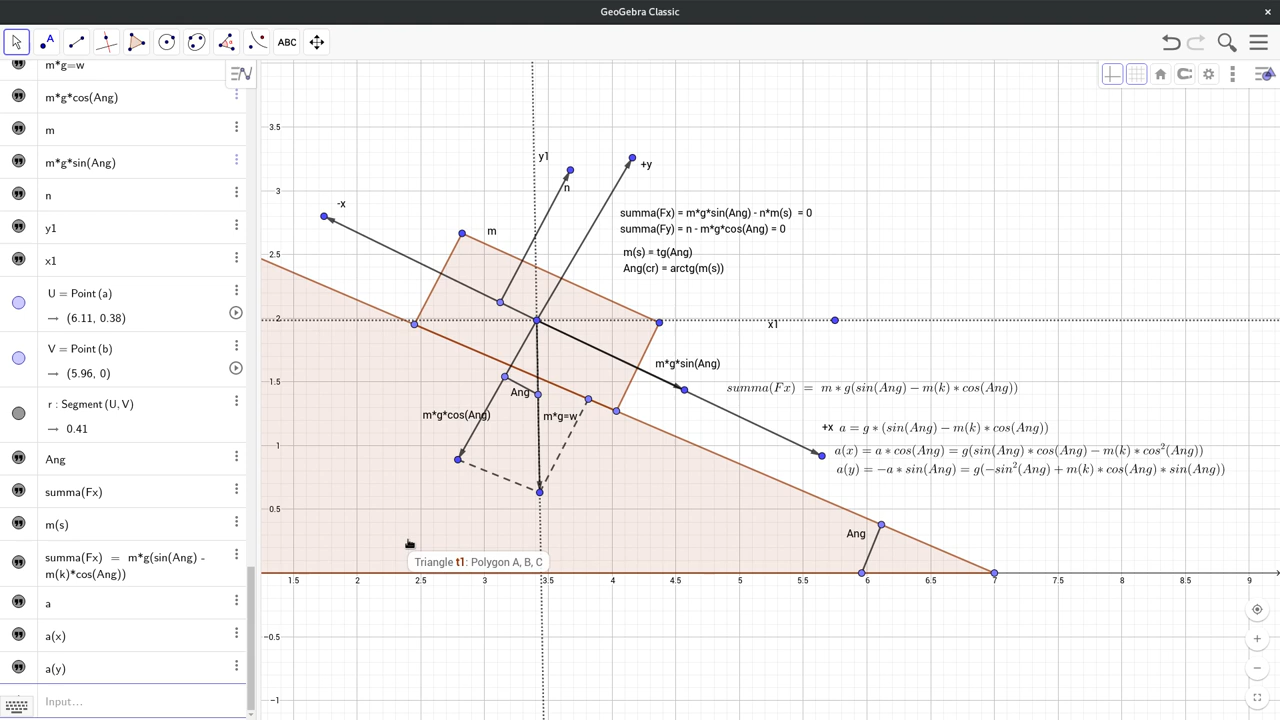 GeoGebra Classic
ABC
m*g=w
m*g*cos(Ang)
m
m*g*sin(Ang)
n
y1
x1
U = Point(a)
→ (6.11, 0.38)
V = Point(b)
→ (5.96, 0)
r : Segment(U, V)
→ 0.41
Ang
summa(Fx)
m(s)
summa(Fx) = m*g(sin(Ang) -
m(k)*cos(Ang))
a
a(x)
a(y)
Input...
3.5
3
2.5
2
1.5
1
0.5
−0.5
−1
1.5
2
2.5
3
3.5
4
4.5
5
5.5
6
6.5
7
7.5
8
8.5
9
y1
+y
n
-x
m
summa(Fx) = m*g*sin(Ang) - n*m(s) = 0
summa(Fy) = n - m*g*cos(Ang) = 0
m(s) = tg(Ang)
Ang(cr) = arctg(m(s))
x1
m*g*sin(Ang)
summa(Fx) = m * g(sin(Ang) − m(k) * cos(Ang))
Ang
m*g*cos(Ang)
m*g=w
+x
a = g * (sin(Ang) − m(k) * cos(Ang))
a(x) = a * cos(Ang) = g(sin(Ang) * cos(Ang) − m(k) * cos²(Ang))
a(y) = −a * sin(Ang) = g(−sin²(Ang) + m(k) * cos(Ang) * sin(Ang))
Ang
Triangle t1: Polygon A, B, C